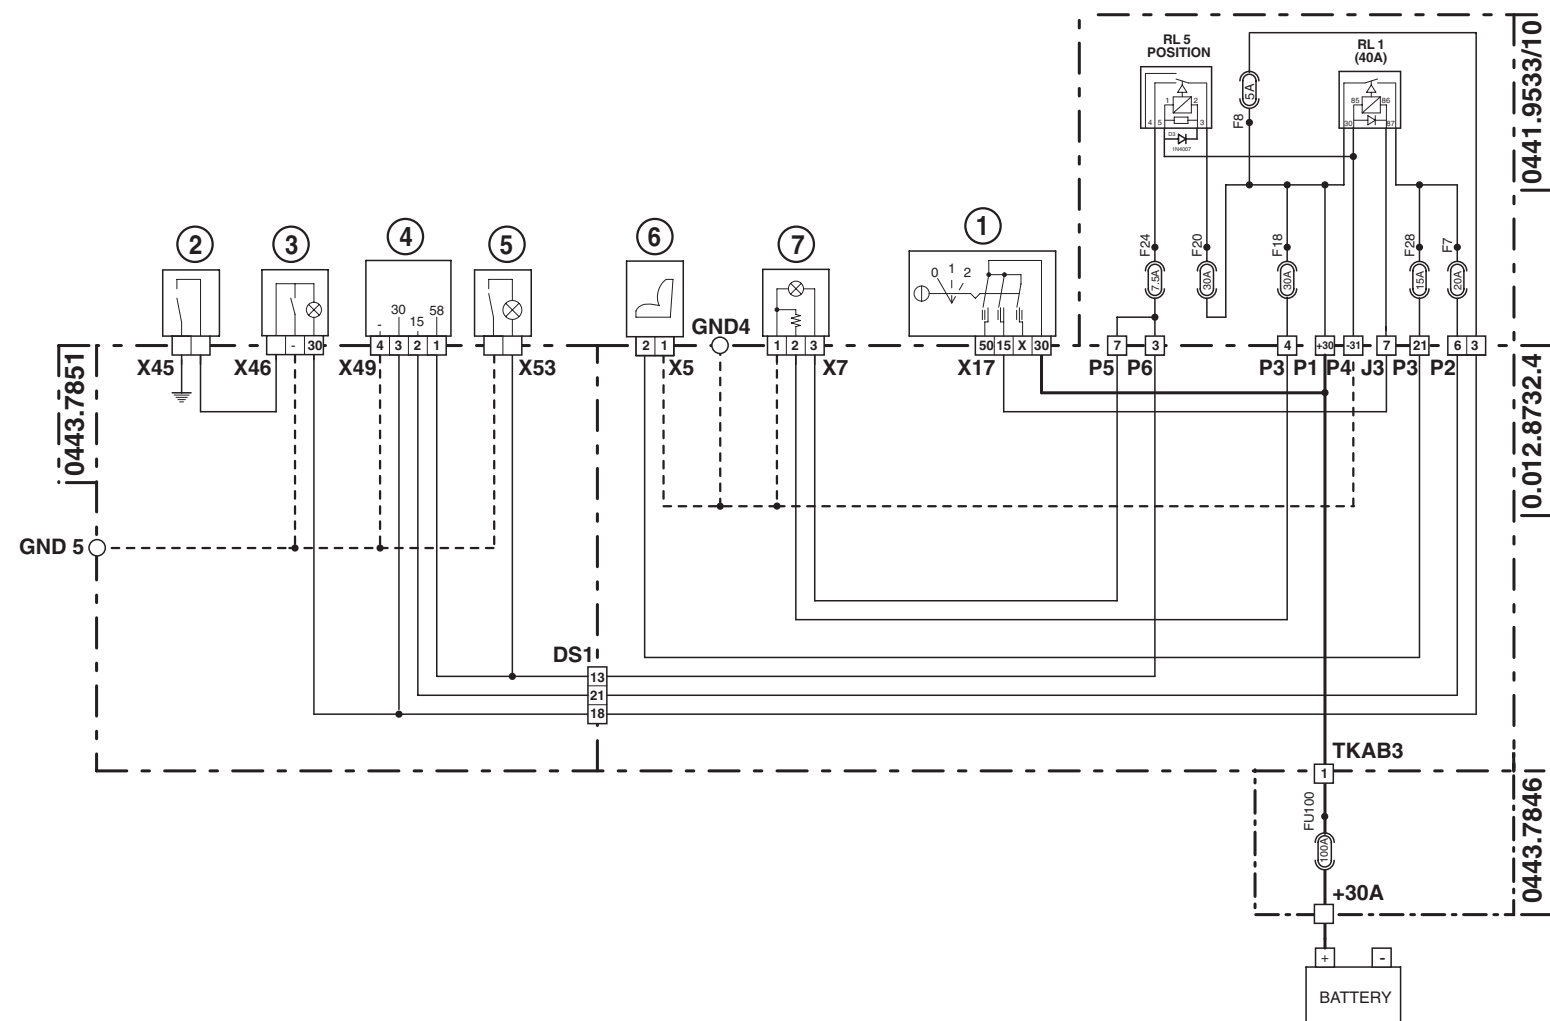 RL 5
POSITION
RL 1
(40A)
5A
F8
1 2
4 5 3
D3
1N4007
85 86
30 87
0441.9533/10
2
3
4
5
6
7
1
0 1 2
F24
7.5A
F20
30A
F18
30A
F28
15A
F7
20A
- 30 15 58
GND4
- 30
4 3 2 1
2 1
1 2 3
50 15 X 30
7
3
4
+30
-31
7
21
6 3
X45
X46
X49
X53
X5
X7
X17
P5
P6
P3
P1
P4
J3
P3
P2
0443.7851
0.012.8732.4
GND 5
DS1
13
21
18
TKAB3
1
FU100
100A
0443.7846
+30A
+ -
BATTERY